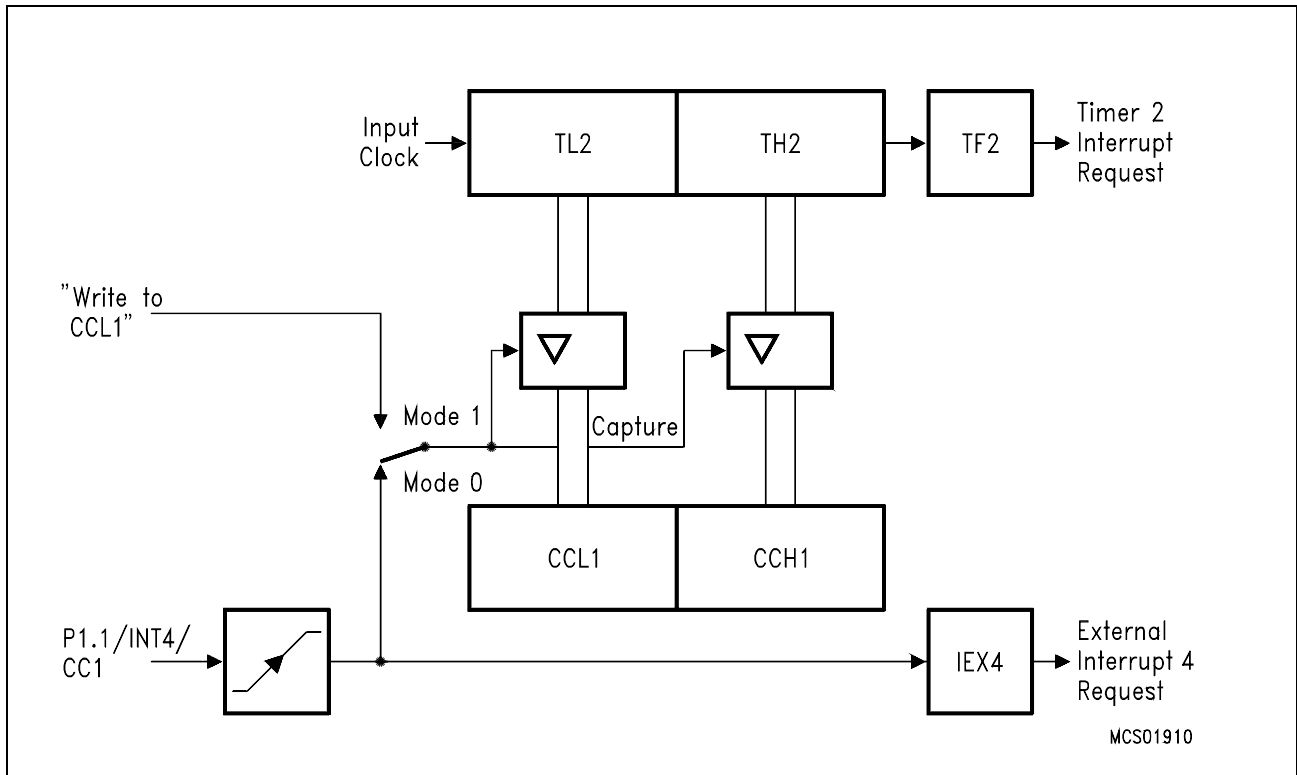 Input
Clock
TL2
TH2
TF2
Timer 2
Interrupt
Request
"Write to
CCL1"
Mode 1
Capture
Mode 0
CCL1
CCH1
P1.1/INT4/
CC1
IEX4
External
Interrupt 4
Request
MCS01910